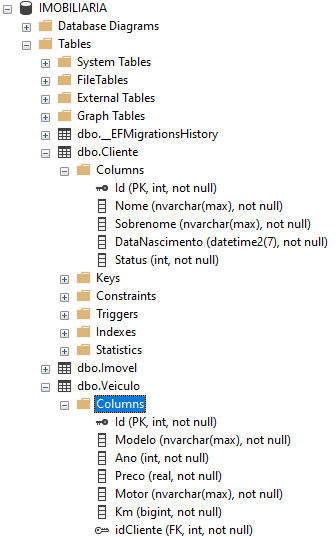 IMOBILIARIA
Database Diagrams
Tables
System Tables
FileTables
External Tables
Graph Tables
dbo.__EFMigrationsHistory
dbo.Cliente
Columns
Id (PK, int, not null)
Nome (nvarchar(max), not null)
Sobrenome (nvarchar(max), not null)
DataNascimento (datetime2(7), not null)
Status (int, not null)
Keys
Constraints
Triggers
Indexes
Statistics
dbo.Imovel
dbo.Veiculo
Columns
Id (PK, int, not null)
Modelo (nvarchar(max), not null)
Ano (int, not null)
Preco (real, not null)
Motor (nvarchar(max), not null)
Km (bigint, not null)
idCliente (FK, int, not null)